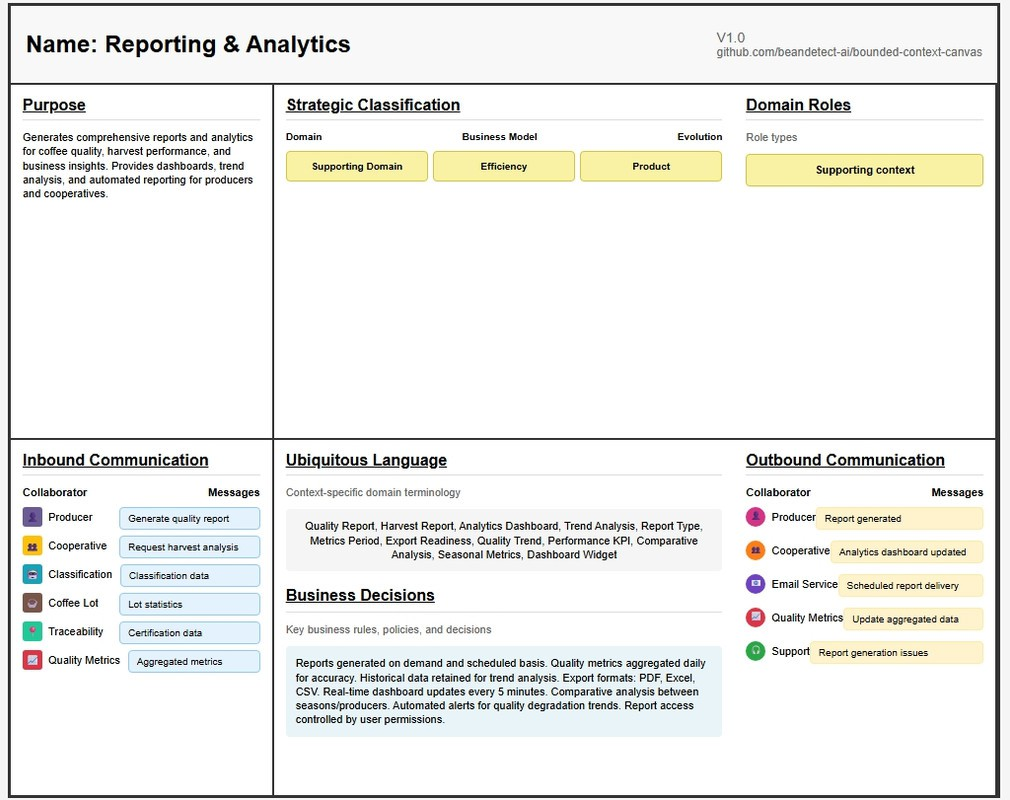 Name: Reporting & Analytics
V1.0
github.com/beandetect-ai/bounded-context-canvas
Purpose
Generates comprehensive reports and analytics
for coffee quality, harvest performance, and
business insights. Provides dashboards, trend
analysis, and automated reporting for producers
and cooperatives.
Strategic Classification
Domain Business Model Evolution
Supporting Domain Efficiency Product
Domain Roles
Role types
Supporting context
Inbound Communication
Collaborator Messages
Producer Generate quality report
Cooperative Request harvest analysis
Classification Classification data
Coffee Lot Lot statistics
Traceability Certification data
Quality Metrics Aggregated metrics
Ubiquitous Language
Context-specific domain terminology
Quality Report, Harvest Report, Analytics Dashboard, Trend Analysis, Report Type,
Metrics Period, Export Readiness, Quality Trend, Performance KPI, Comparative
Analysis, Seasonal Metrics, Dashboard Widget
Business Decisions
Key business rules, policies, and decisions
Reports generated on demand and scheduled basis. Quality metrics aggregated daily
for accuracy. Historical data retained for trend analysis. Export formats: PDF, Excel,
CSV. Real-time dashboard updates every 5 minutes. Comparative analysis between
seasons/producers. Automated alerts for quality degradation trends. Report access
controlled by user permissions.
Outbound Communication
Collaborator Messages
Producer Report generated
Cooperative Analytics dashboard updated
Email Service Scheduled report delivery
Quality Metrics Update aggregated data
Support Report generation issues